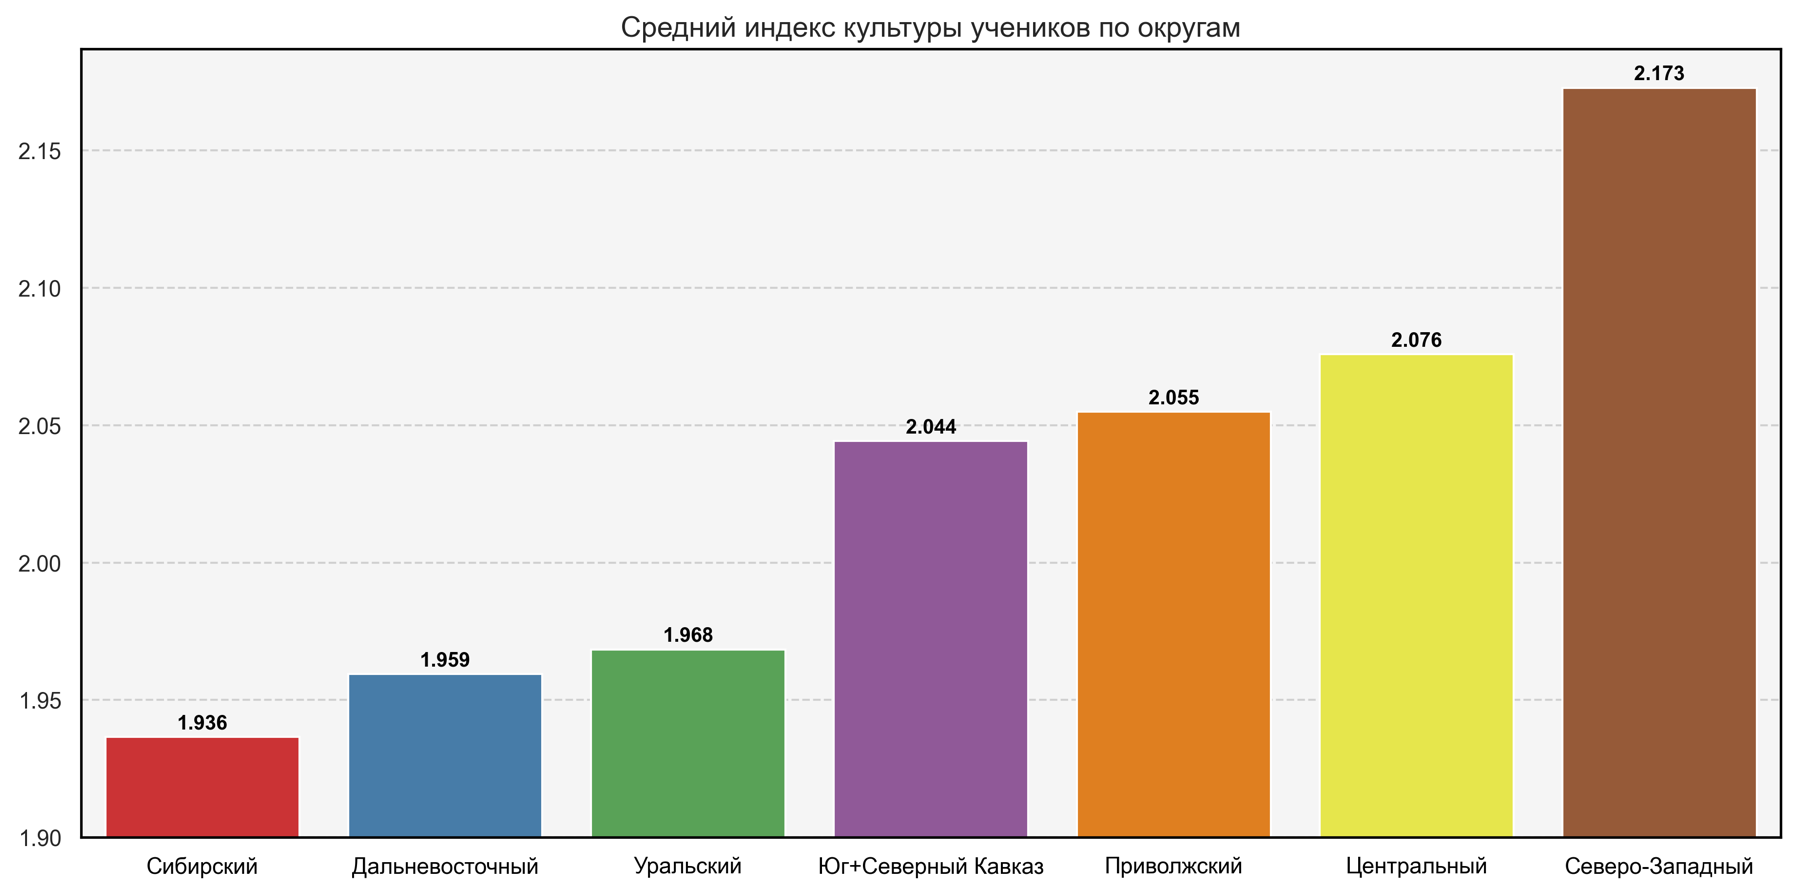 Средний индекс культуры учеников по округам
2.15
2.10
2.05
2.00
1.95
1.90
1.936
1.959
1.968
2.044
2.055
2.076
2.173
Сибирский
Дальневосточный
Уральский
Юг+Северный Кавказ
Приволжский
Центральный
Северо-Западный